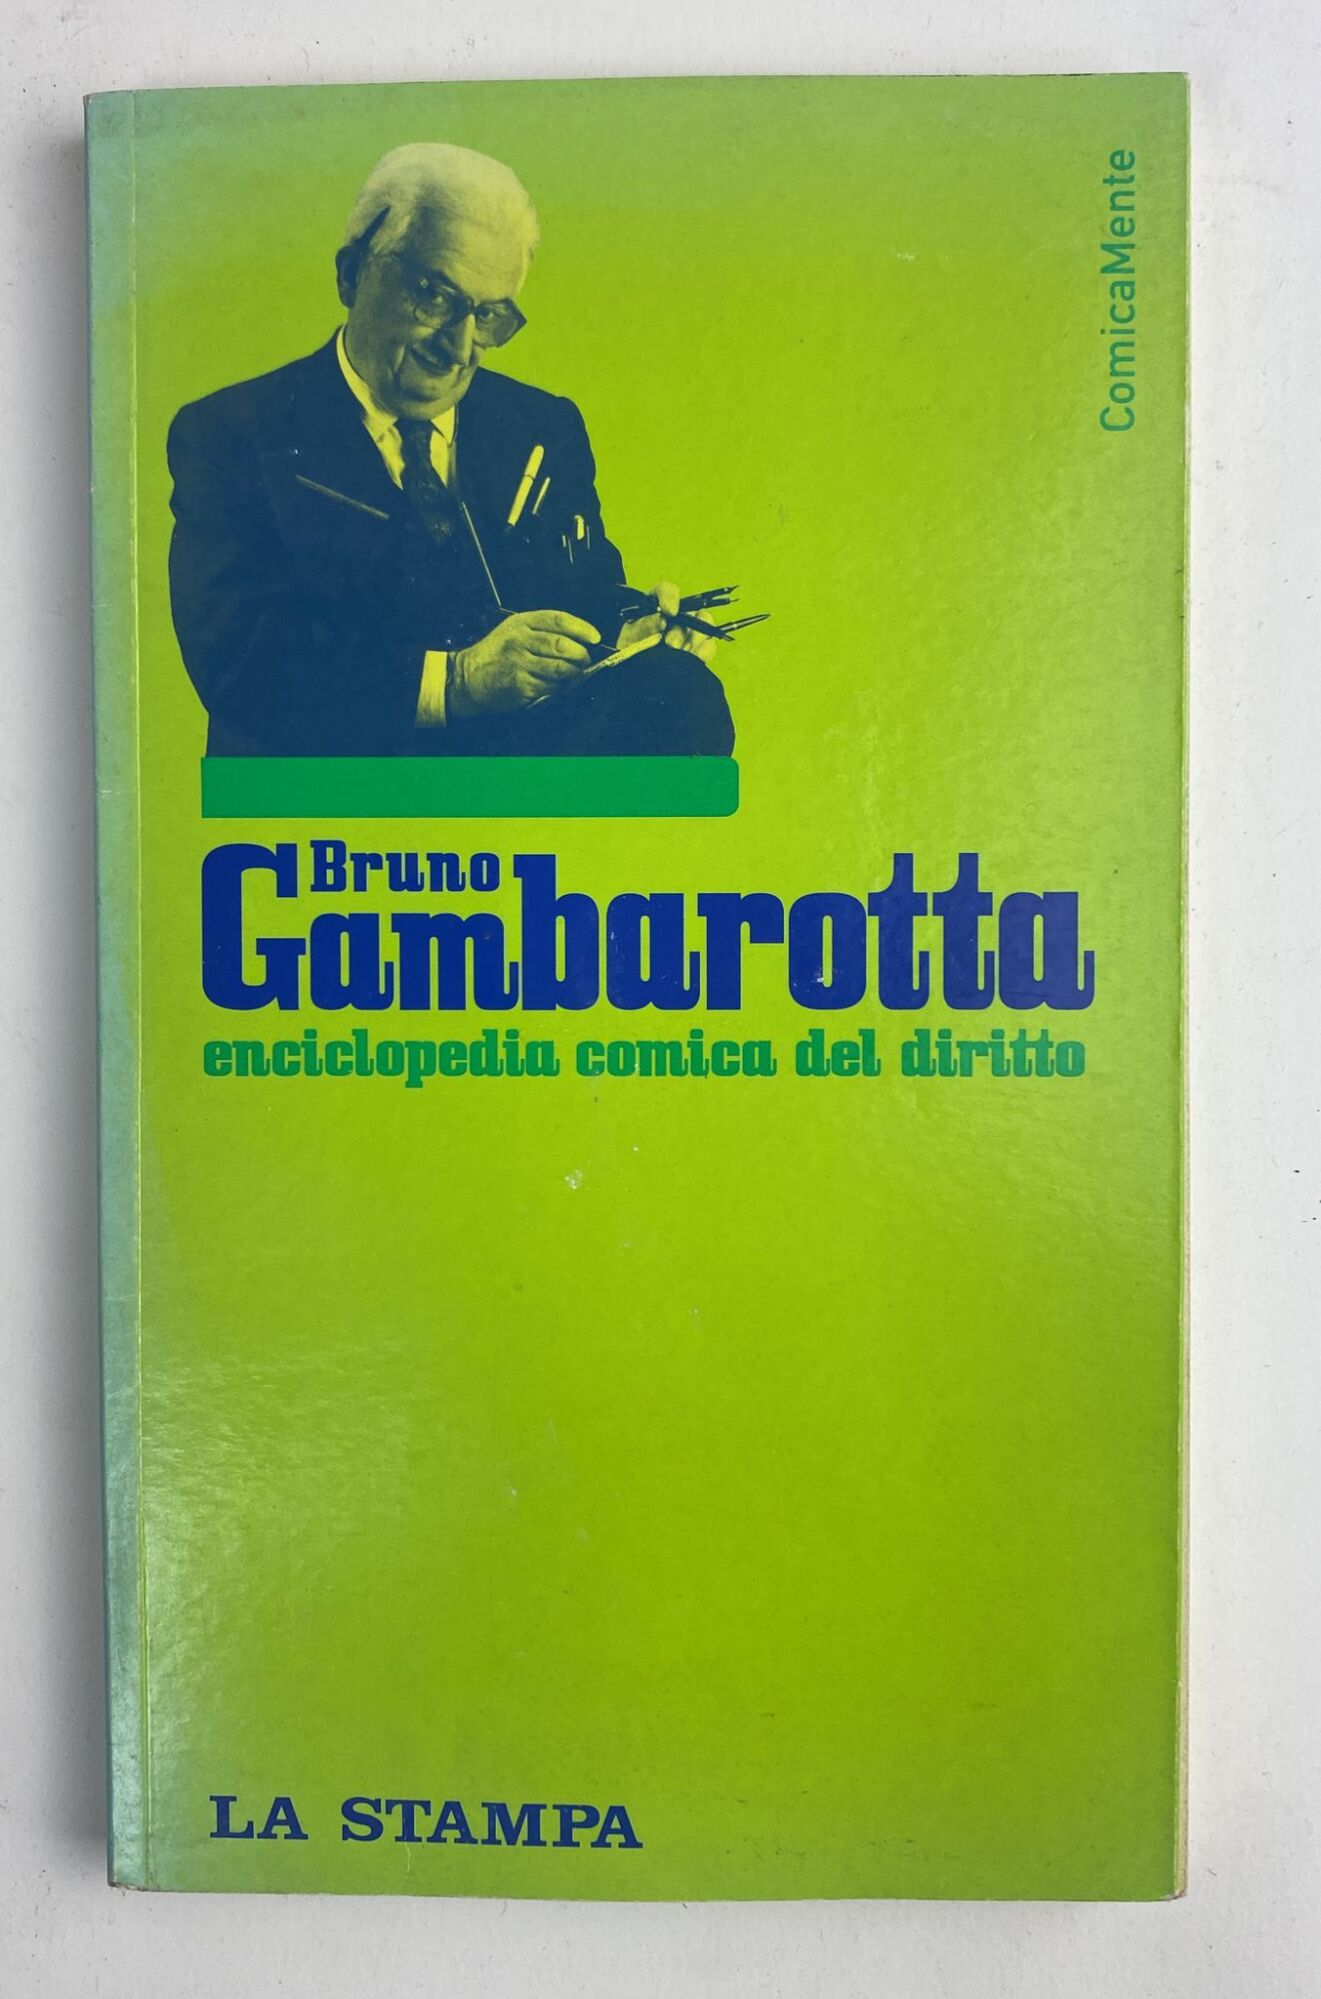 ComicaMente
Bruno
Gambarotta
enciclopedia comica del diritto
LA STAMPA